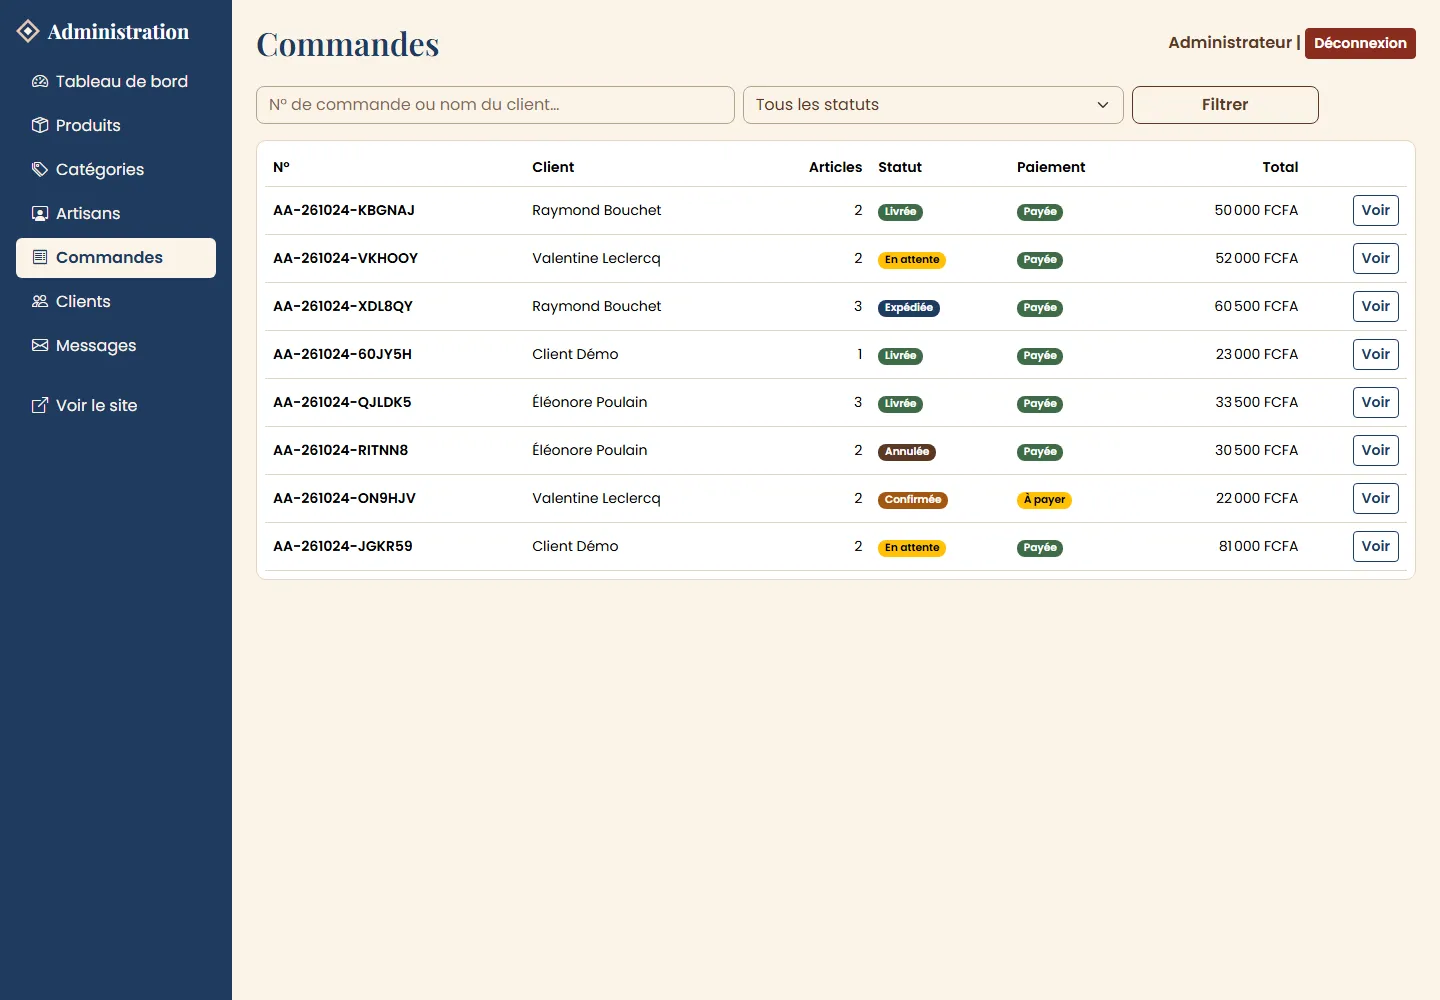 Administration
Tableau de bord
Produits
Catégories
Artisans
Commandes
Clients
Messages
Voir le site
Commandes
Administrateur | Déconnexion
N° de commande ou nom du client... Tous les statuts Filtrer
N° Client Articles Statut Paiement Total
AA-261024-KBGNAJ Raymond Bouchet 2 Livrée Payée 50 000 FCFA Voir
AA-261024-VKHOOY Valentine Leclercq 2 En attente Payée 52 000 FCFA Voir
AA-261024-XDL8QY Raymond Bouchet 3 Expédiée Payée 60 500 FCFA Voir
AA-261024-60JY5H Client Démo 1 Livrée Payée 23 000 FCFA Voir
AA-261024-QJLDK5 Éléonore Poulain 3 Livrée Payée 33 500 FCFA Voir
AA-261024-RITNN8 Éléonore Poulain 2 Annulée Payée 30 500 FCFA Voir
AA-261024-ON9HJV Valentine Leclercq 2 Confirmée À payer 22 000 FCFA Voir
AA-261024-JGKR59 Client Démo 2 En attente Payée 81 000 FCFA Voir